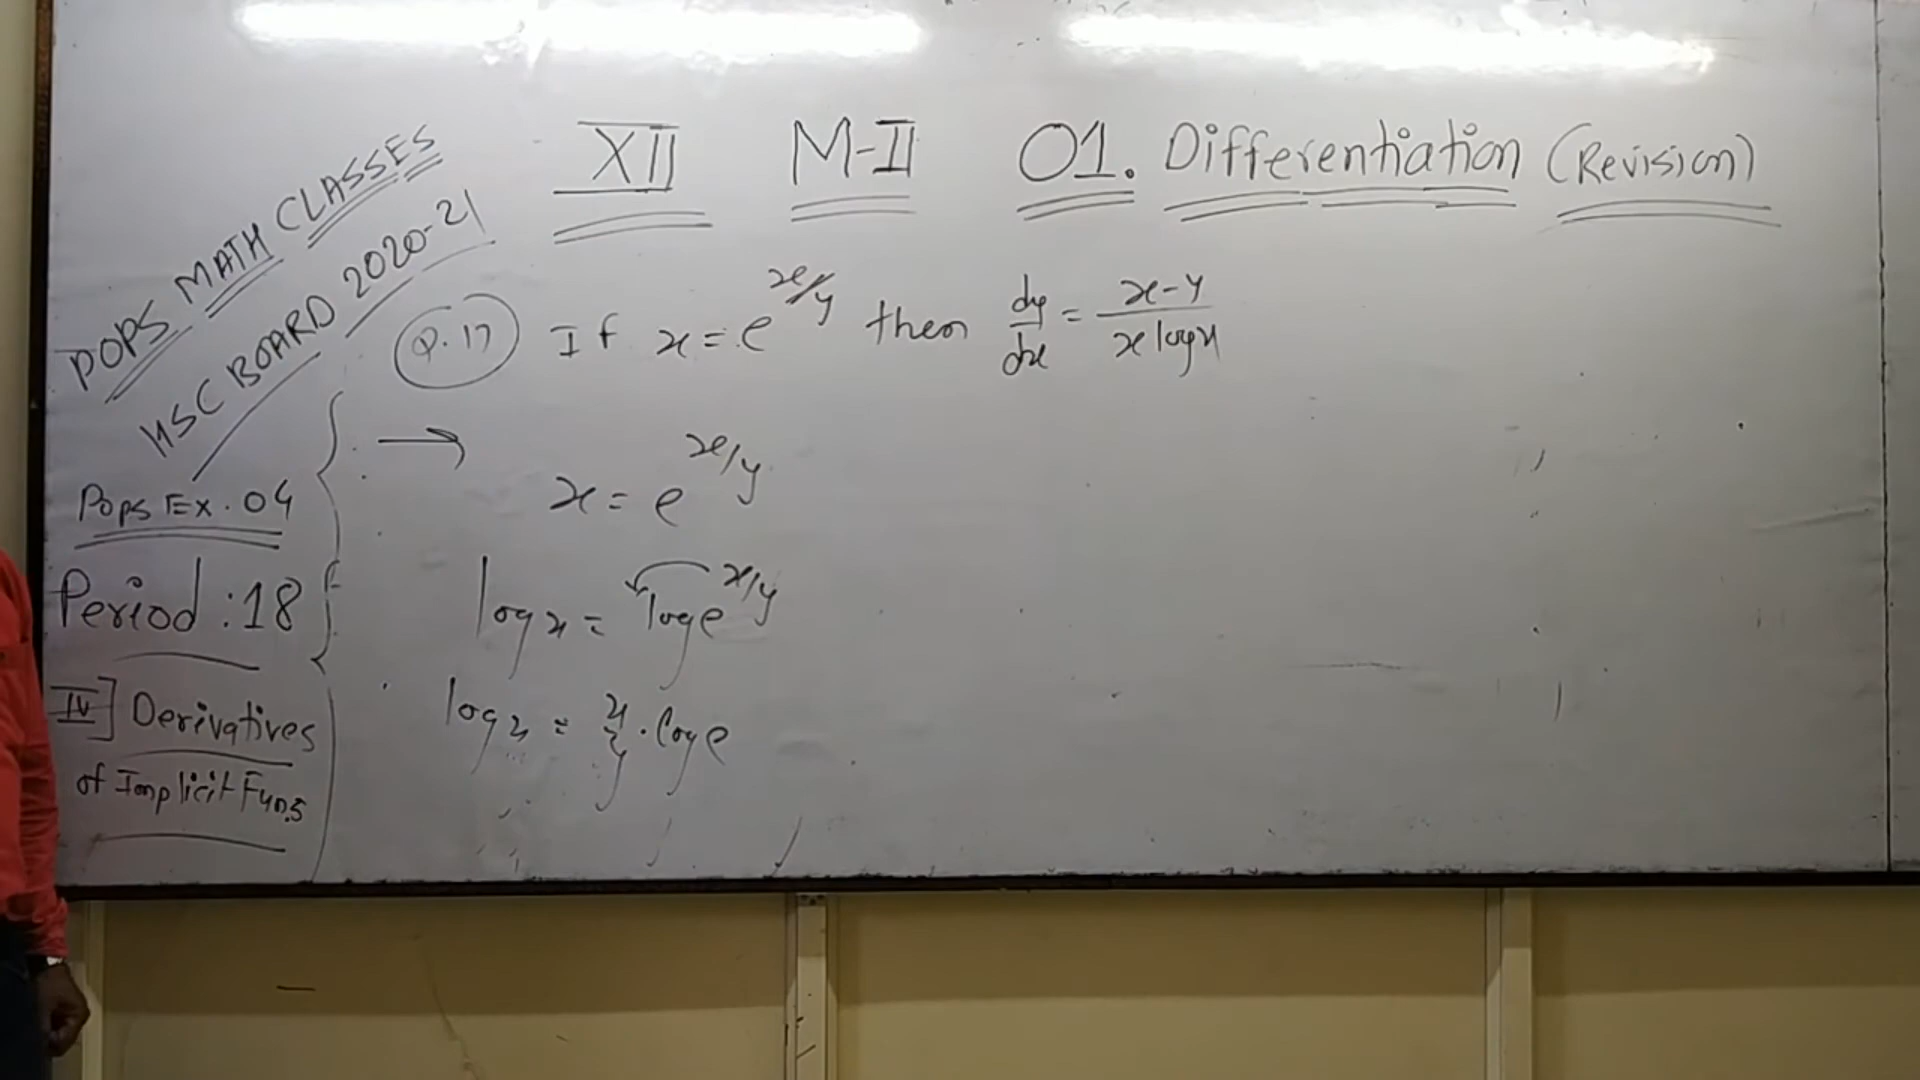 XII M-II 01. Differentiation (Revision)
POPS MATH CLASSES
HSC BOARD 2020-21
Pops Ex. 04
Period : 18
IV] Derivatives
of Implicit Funs
Q. 17 If x = e^x/y then dy/dx = x-y/x logx
→ x = e^x/y
log x = log e^x/y
log x = x/y . log e